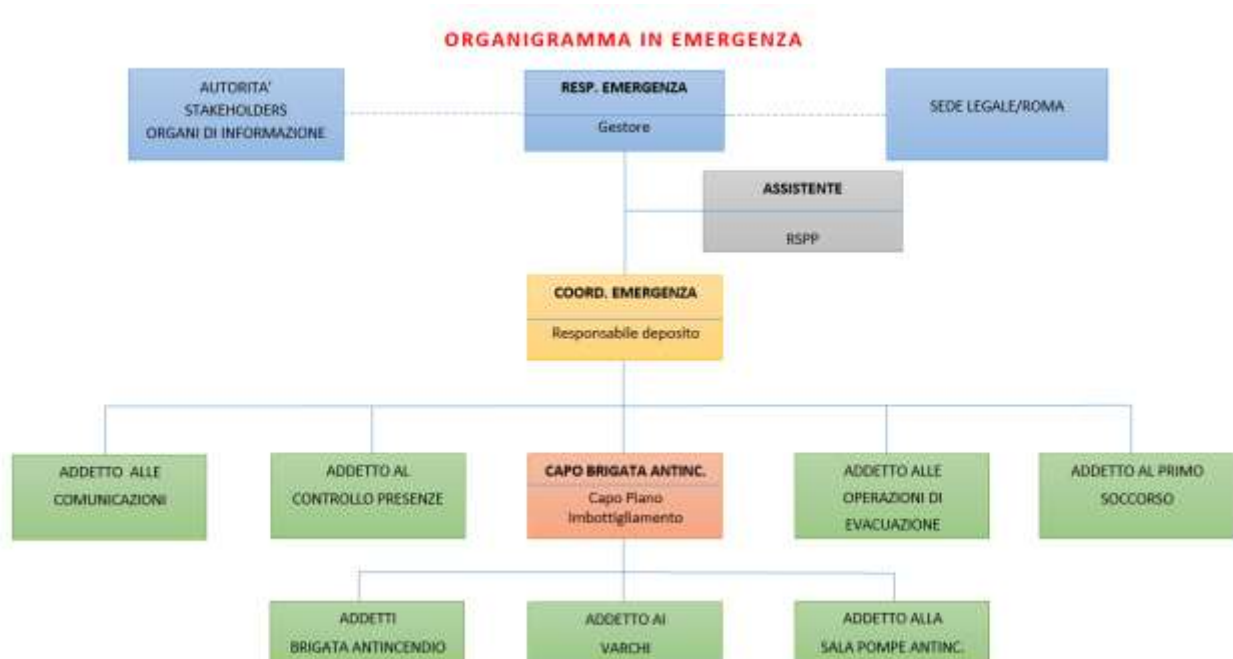 ORGANIGRAMMA IN EMERGENZA
AUTORITA'
STAKEHOLDERS
ORGANI DI INFORMAZIONE
RESP. EMERGENZA
Gestore
SEDE LEGALE/ROMA
ASSISTENTE
RSPP
COORD. EMERGENZA
Responsabile deposito
ADDETTO ALLE
COMUNICAZIONI
ADDETTO AL
CONTROLLO PRESENZE
CAPO BRIGATA ANTINC.
Capo Piano
Imbottigliamento
ADDETTO ALLE
OPERAZIONI DI
EVACUAZIONE
ADDETTO AL PRIMO
SOCCORSO
ADDETTI
BRIGATA ANTINCENDIO
ADDETTO AI
VARCHI
ADDETTO ALLA
SALA POMPE ANTINC.